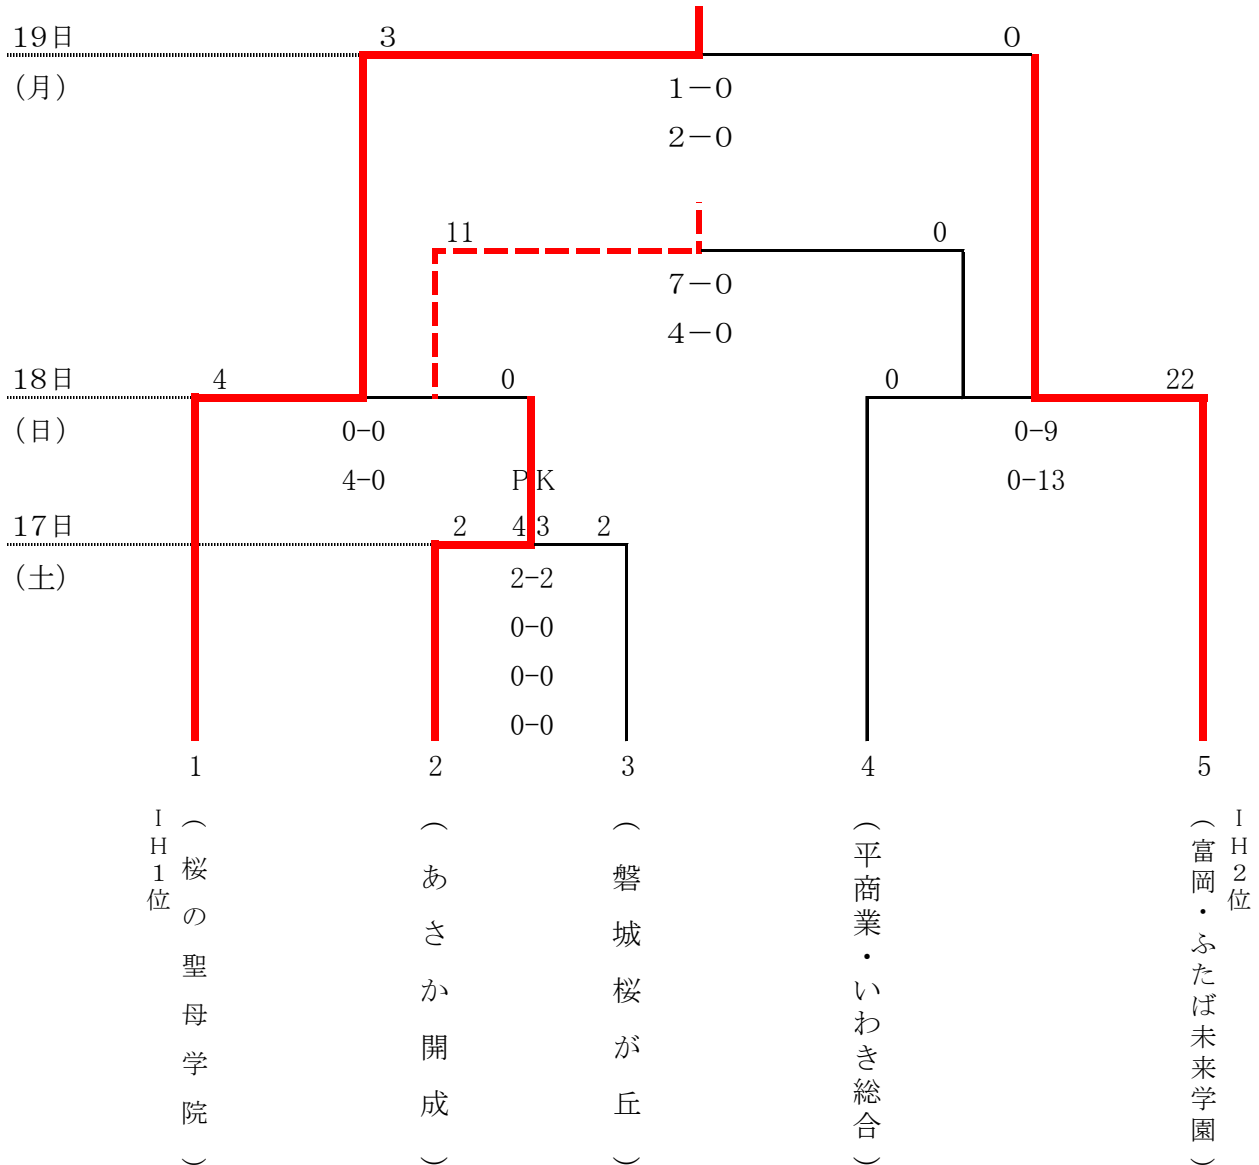 19日
3
0
（月）
1－0
2－0
11
0
7－0
4－0
18日
4
0
0
22
（日）
0-0
0-9
4-0
PK
0-13
17日
2
4 3
2
（土）
2-2
0-0
0-0
0-0
1
2
3
4
5
IH1位
（桜の聖母学院）
（あさか開成）
（磐城桜が丘）
（平商業・いわき総合）
（富岡・ふたば未来学園）
IH2位